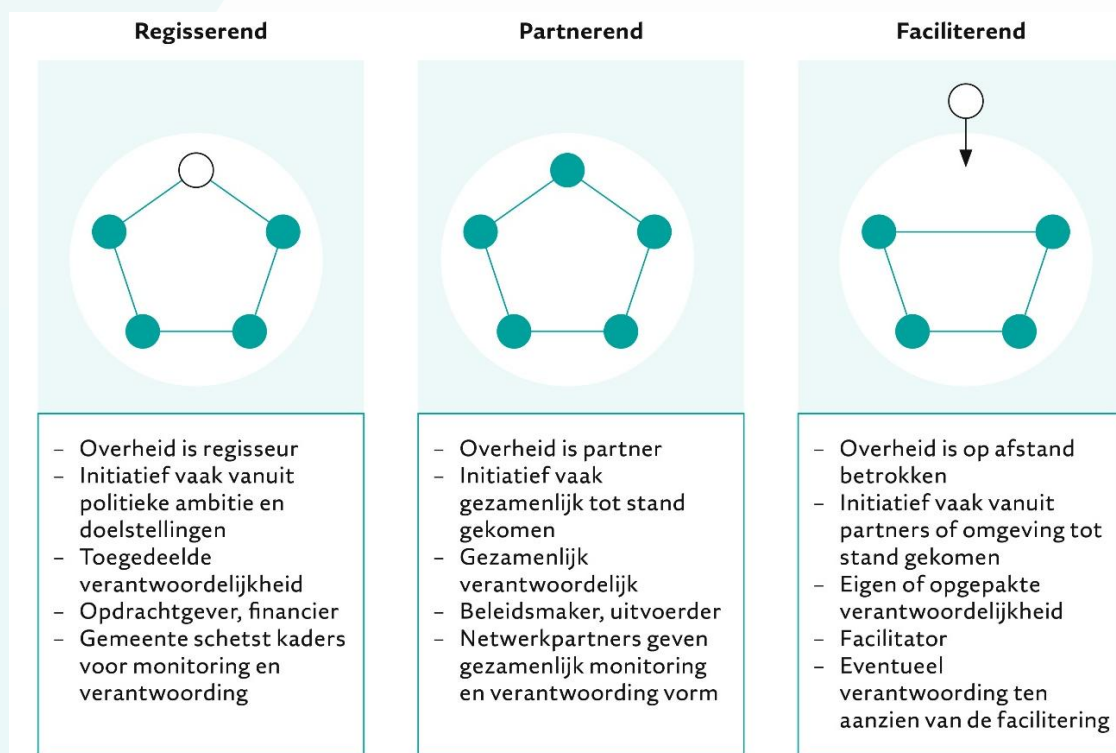 Regisserend
– Overheid is regisseur
– Initiatief vaak vanuit
politieke ambitie en
doelstellingen
– Toegedeelde
verantwoordelijkheid
– Opdrachtgever, financier
– Gemeente schetst kaders
voor monitoring en
verantwoording
Partnerend
– Overheid is partner
– Initiatief vaak
gezamenlijk tot stand
gekomen
– Gezamenlijk
verantwoordelijk
– Beleidsmaker, uitvoerder
– Netwerkpartners geven
gezamenlijk monitoring
en verantwoording vorm
Faciliterend
– Overheid is op afstand
betrokken
– Initiatief vaak vanuit
partners of omgeving tot
stand gekomen
– Eigen of opgepakte
verantwoordelijkheid
– Facilitator
– Eventueel
verantwoording ten
aanzien van de facilitering